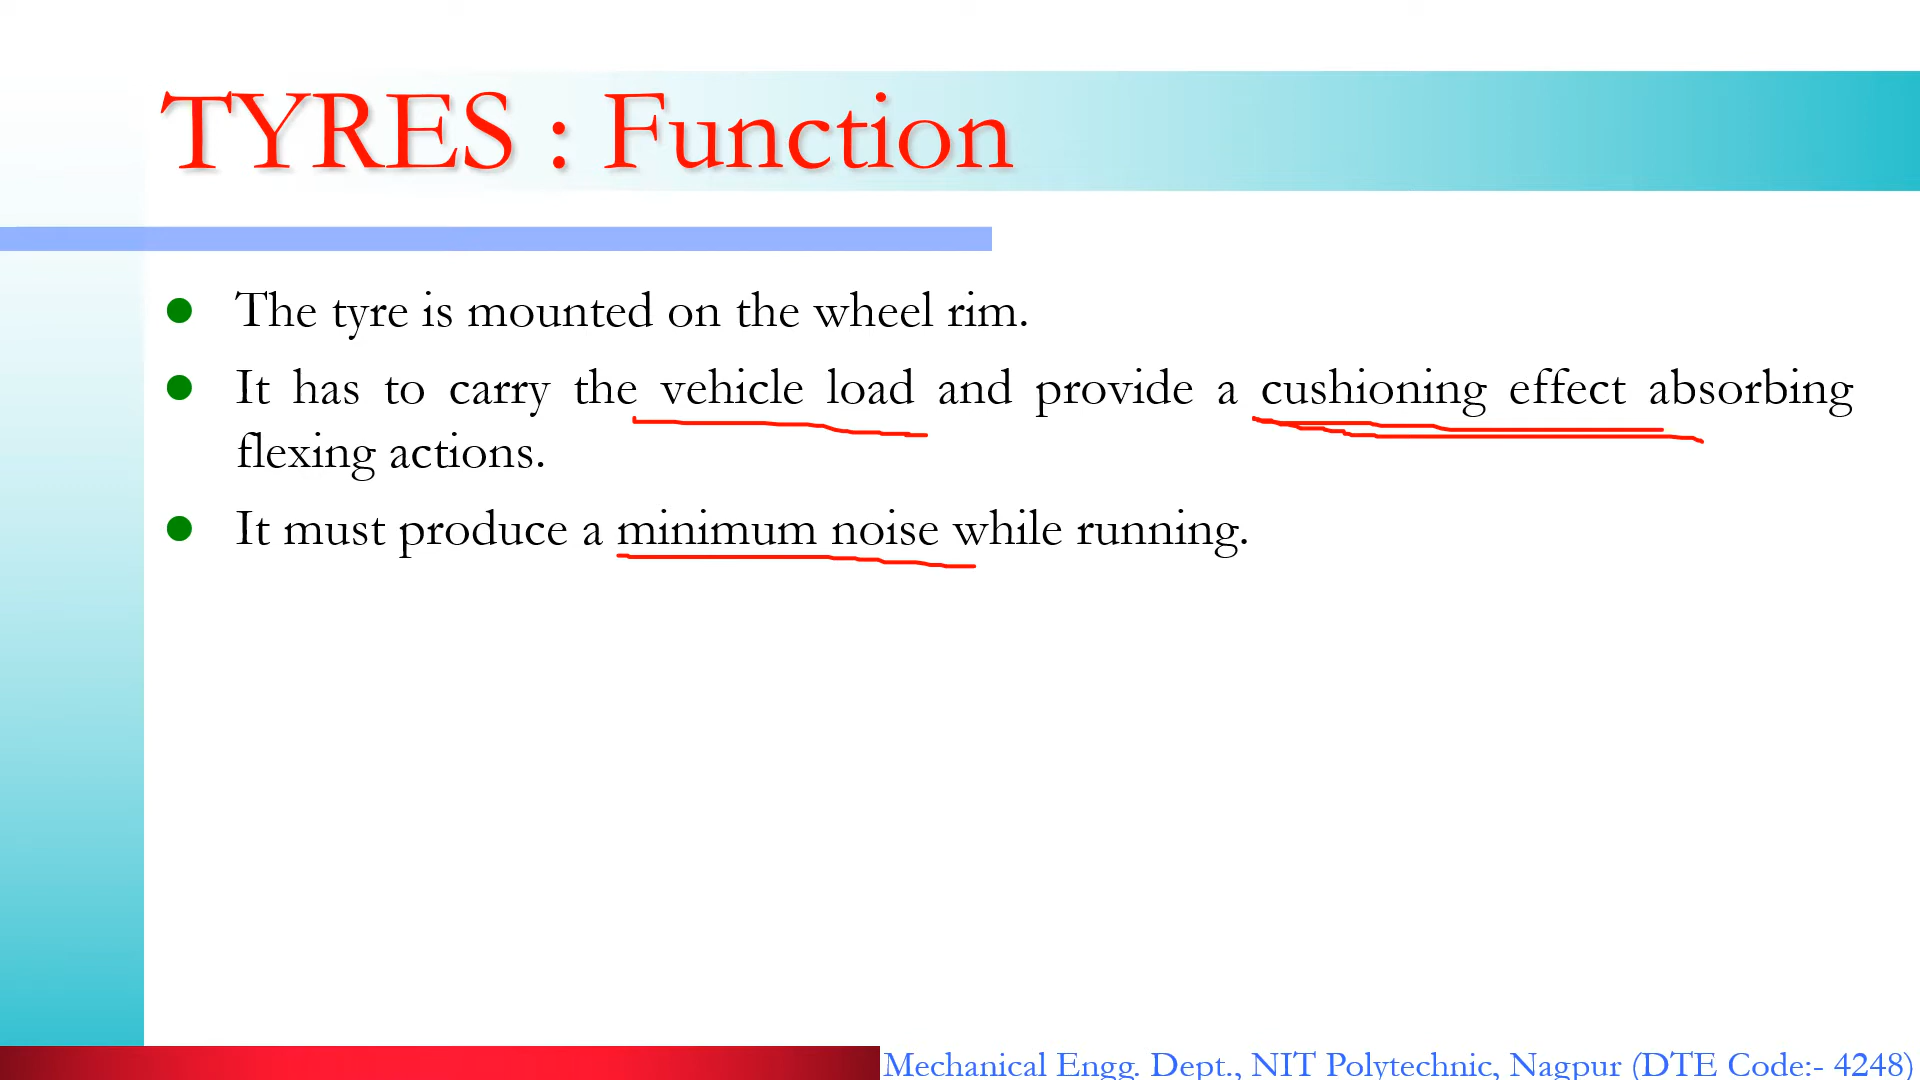 TYRES : Function
The tyre is mounted on the wheel rim.
It has to carry the vehicle load and provide a cushioning effect absorbing
flexing actions.
It must produce a minimum noise while running.
Mechanical Engg. Dept., NIT Polytechnic, Nagpur (DTE Code:- 4248)